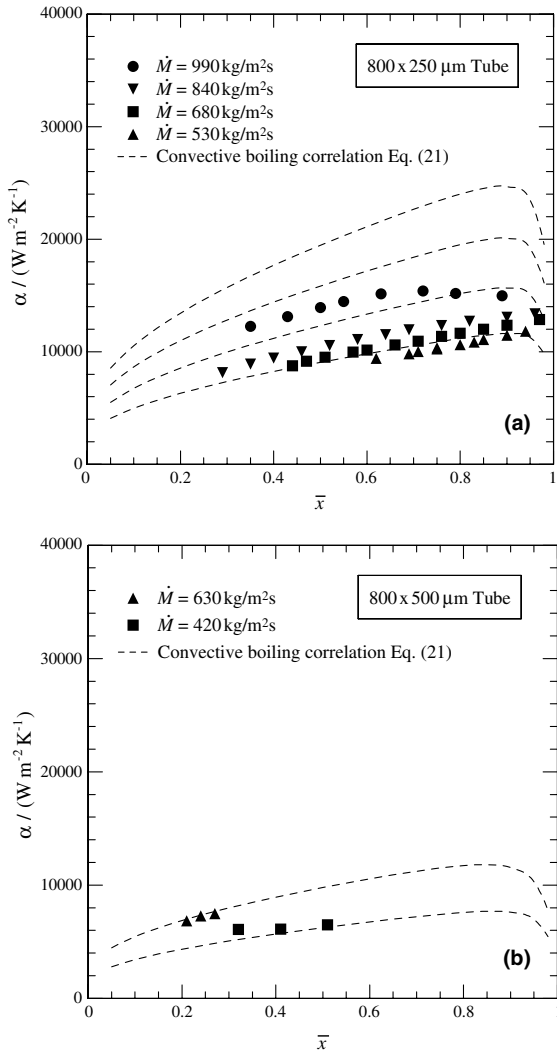 40000
Ṁ = 990 kg/m²s
800 x 250 µm Tube
Ṁ = 840 kg/m²s
Ṁ = 680 kg/m²s
30000
Ṁ = 530 kg/m²s
Convective boiling correlation Eq. (21)
α / (W m⁻² K⁻¹)
20000
10000
(a)
0
0 0.2 0.4 0.6 0.8 1
x̅
40000
Ṁ = 630 kg/m²s
800 x 500 µm Tube
Ṁ = 420 kg/m²s
Convective boiling correlation Eq. (21)
30000
α / (W m⁻² K⁻¹)
20000
10000
(b)
0
0 0.2 0.4 0.6 0.8 1
x̅